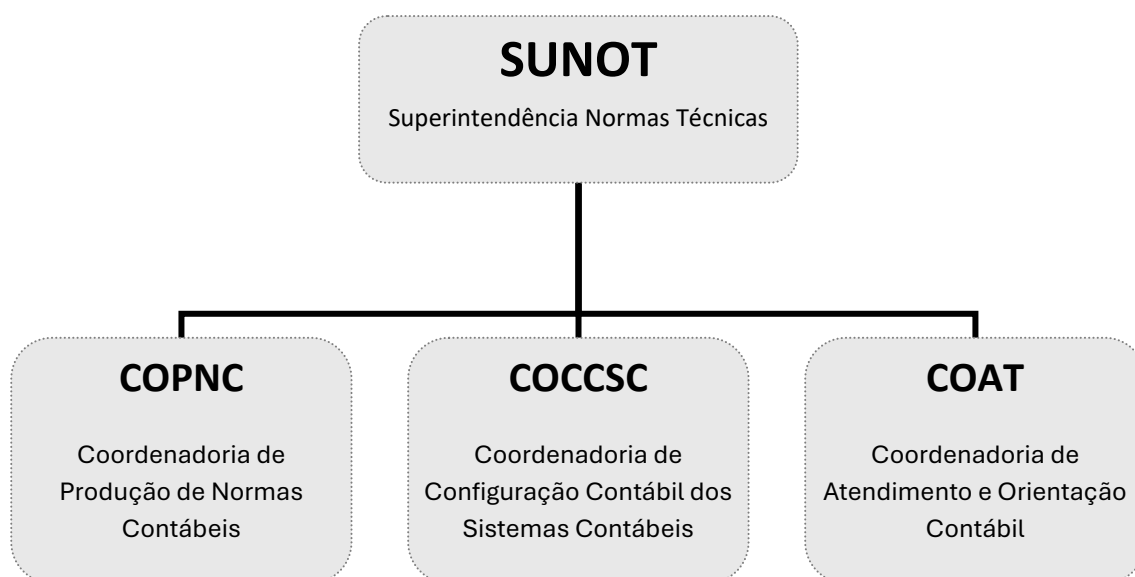 SUNOT
Superintendência Normas Técnicas
COPNC
Coordenadoria de
Produção de Normas
Contábeis
COCCSC
Coordenadoria de
Configuração Contábil dos
Sistemas Contábeis
COAT
Coordenadoria de
Atendimento e Orientação
Contábil